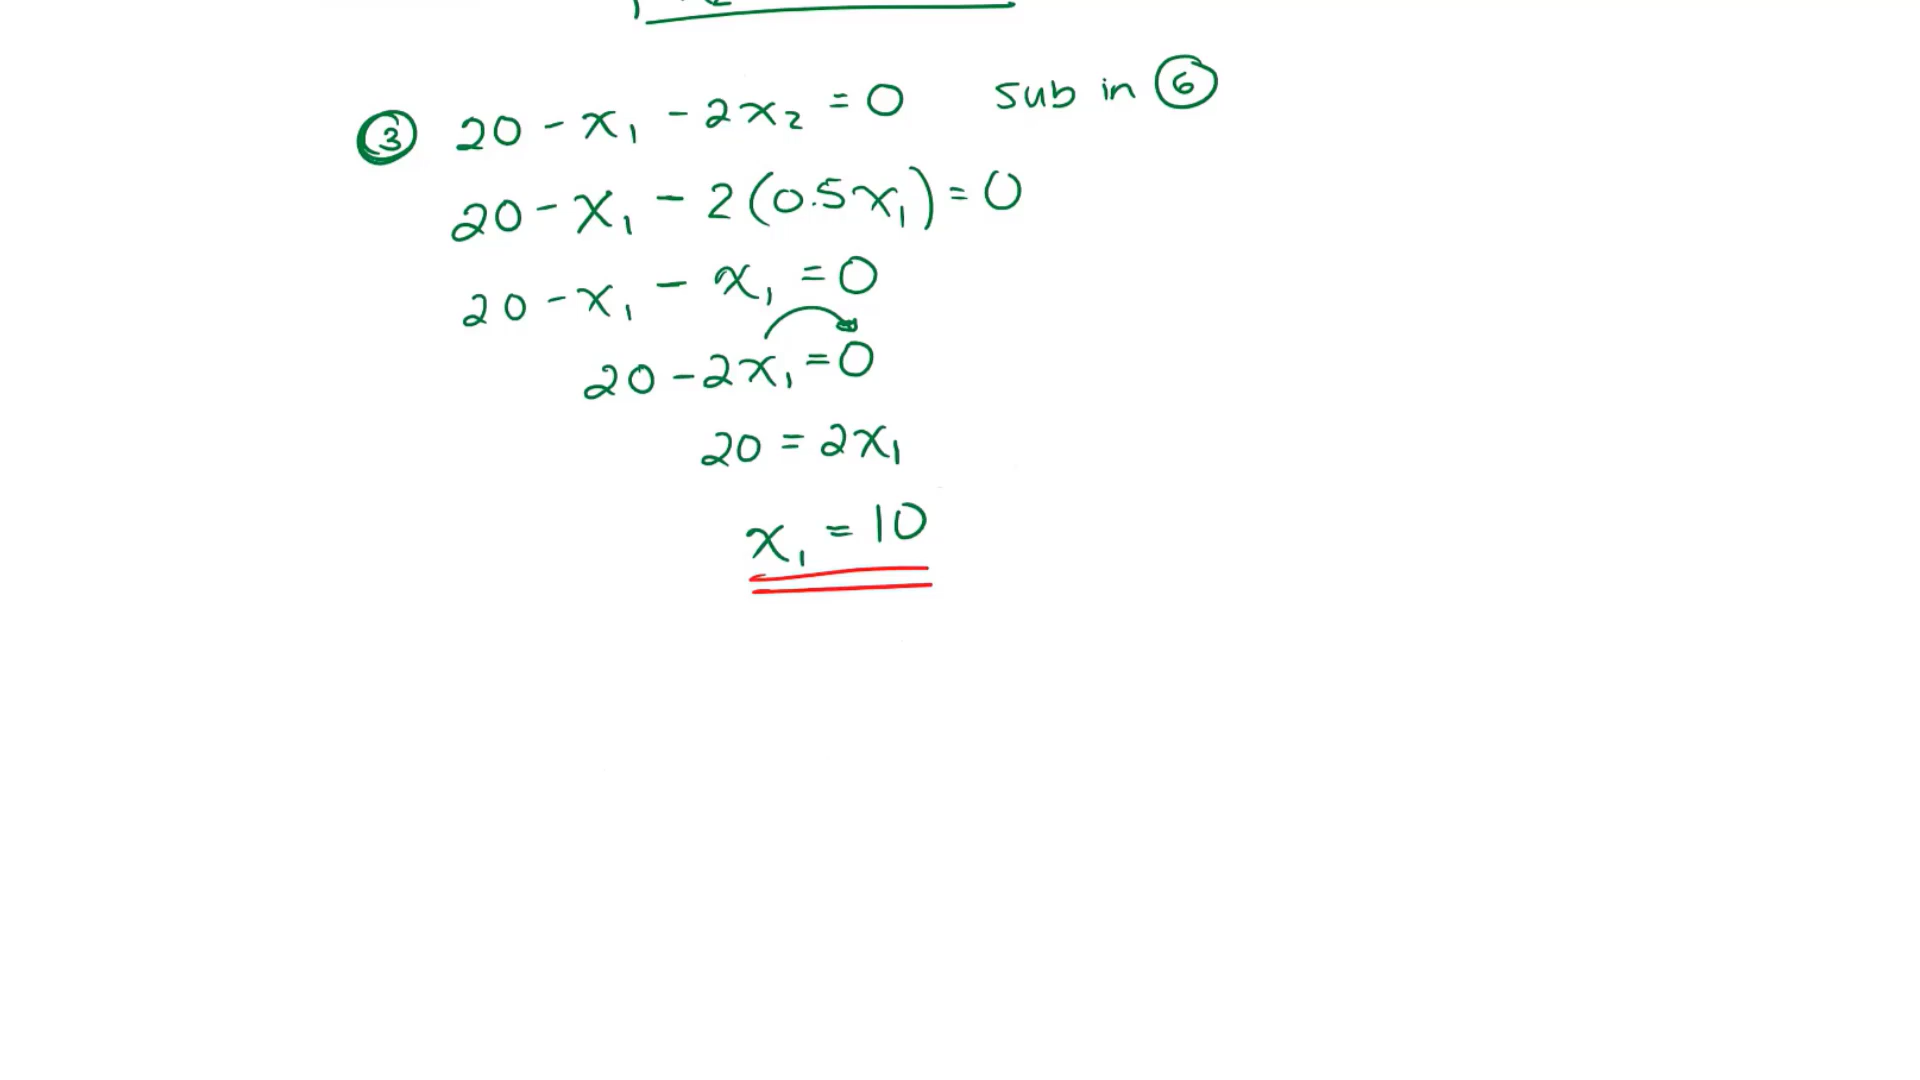 ③ 20 - x₁ - 2x₂ = 0 sub in ⑥
20 - x₁ - 2(0.5x₁) = 0
20 - x₁ - x₁ = 0
20 - 2x₁ = 0
20 = 2x₁
x₁ = 10